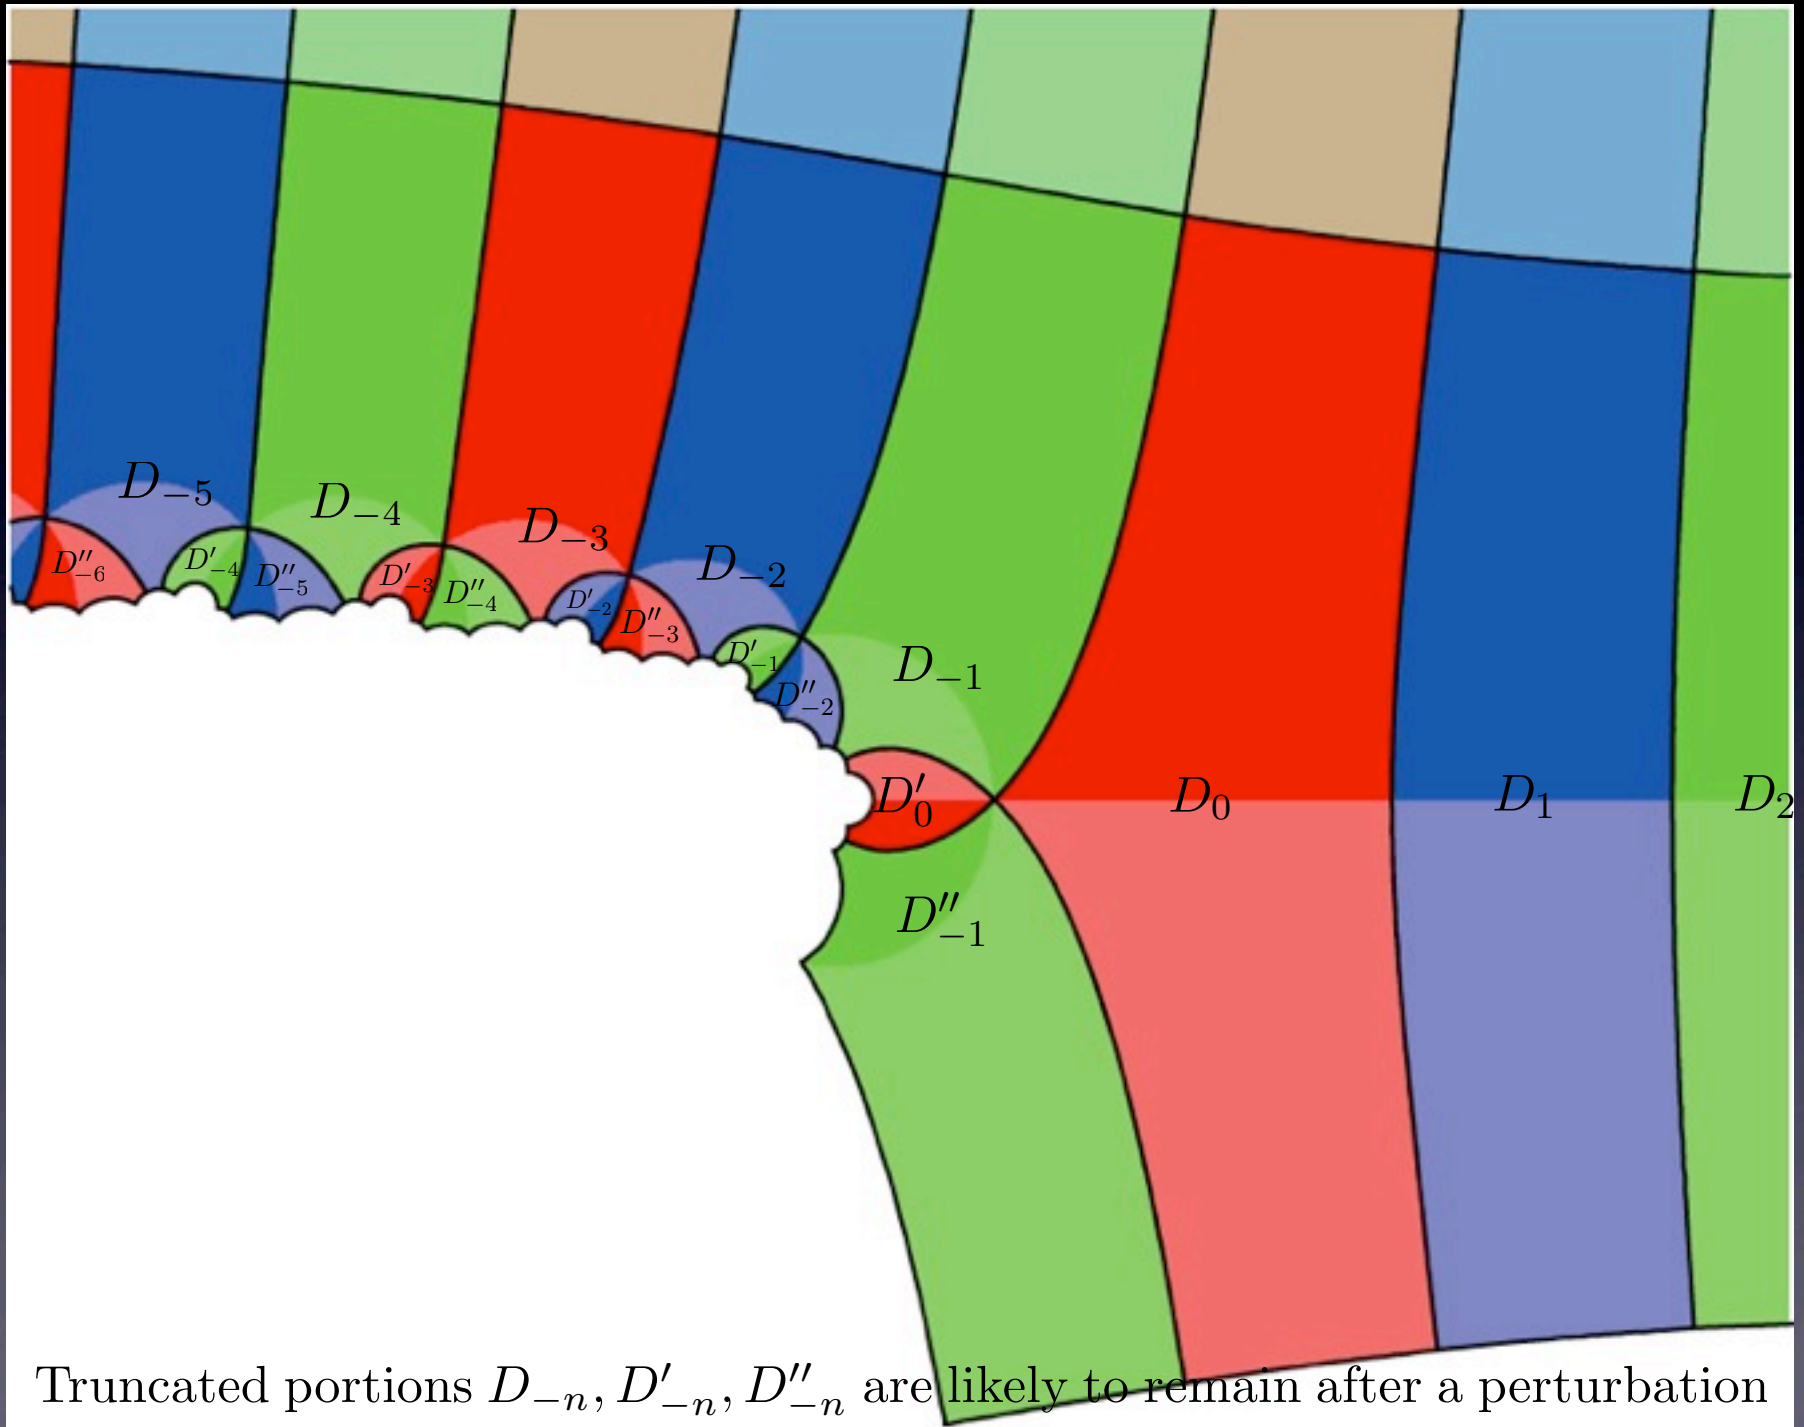 D_{-5}
D_{-4}
D_{-3}
D_{-2}
D''_{-6}
D'_{-4}
D''_{-5}
D'_{-3}
D''_{-4}
D'_{-2}
D''_{-3}
D'_{-1}
D''_{-2}
D_{-1}
D'_0
D_0
D_1
D_2
D''_{-1}
Truncated portions D_{-n}, D'_{-n}, D''_{-n} are likely to remain after a perturbation